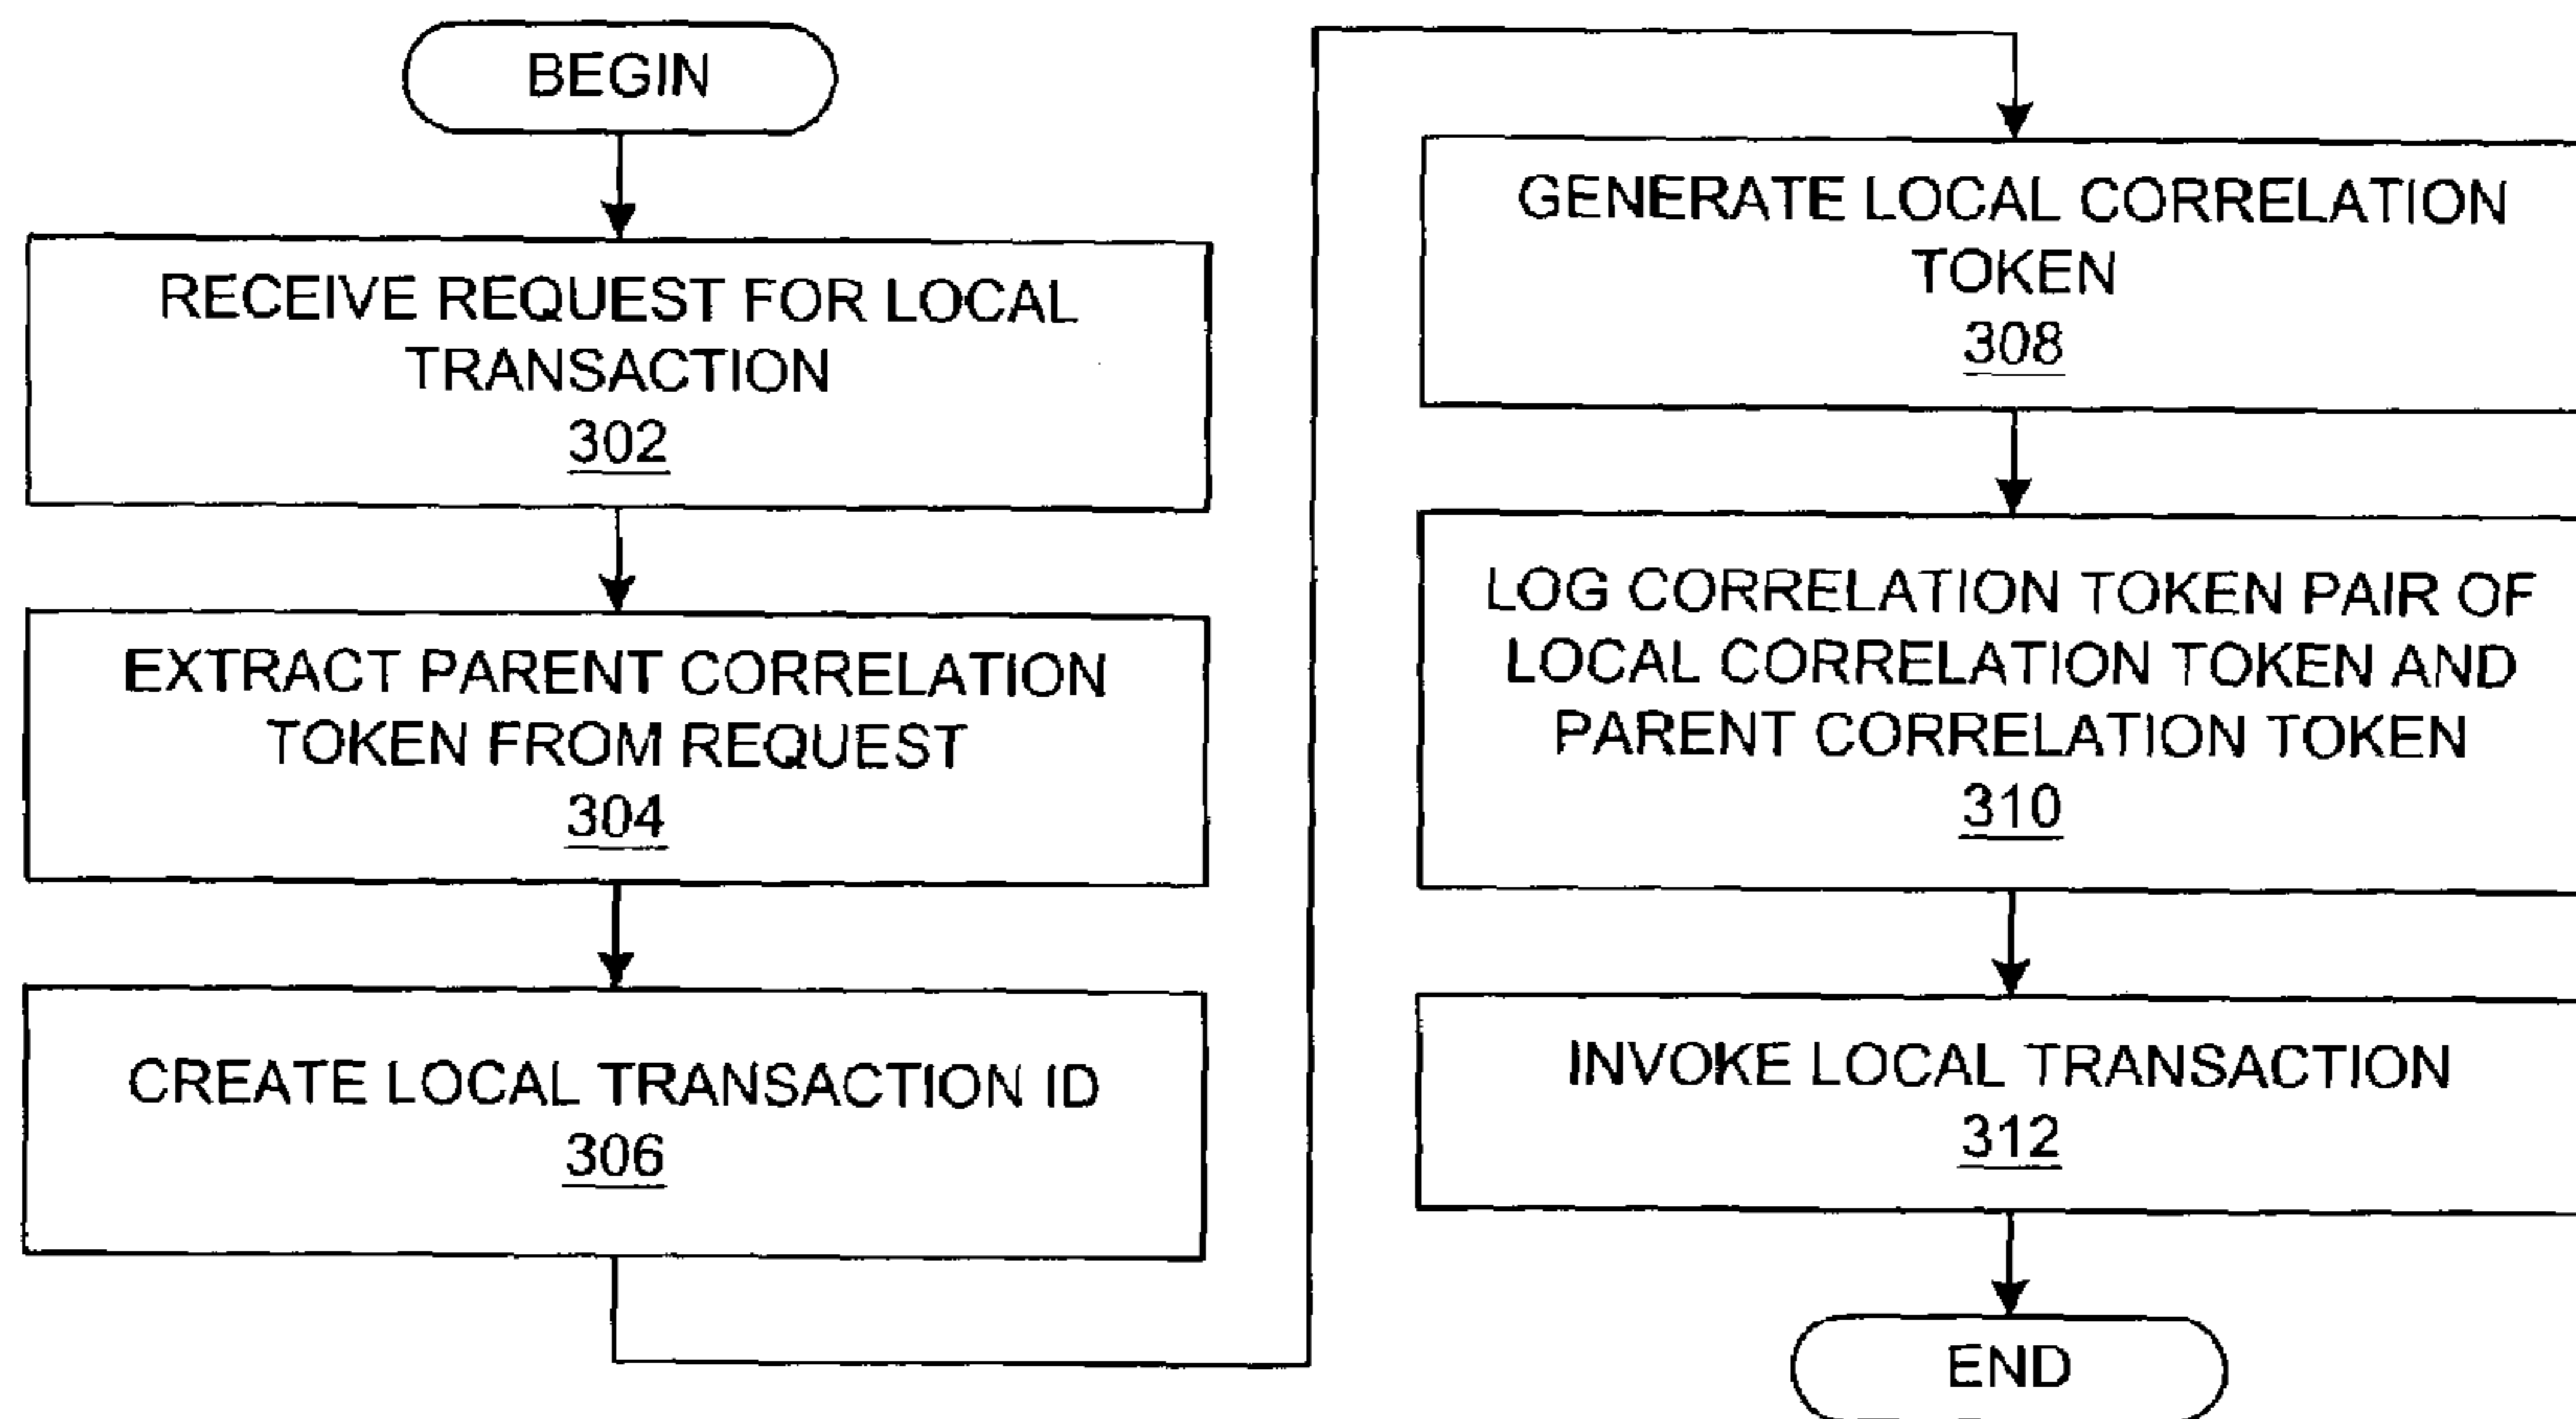 BEGIN
RECEIVE REQUEST FOR LOCAL
TRANSACTION
302
EXTRACT PARENT CORRELATION
TOKEN FROM REQUEST
304
CREATE LOCAL TRANSACTION ID
306
GENERATE LOCAL CORRELATION
TOKEN
308
LOG CORRELATION TOKEN PAIR OF
LOCAL CORRELATION TOKEN AND
PARENT CORRELATION TOKEN
310
INVOKE LOCAL TRANSACTION
312
END